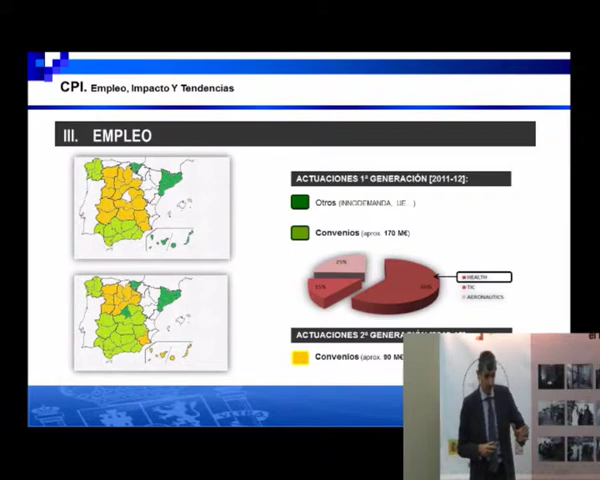 CPI. Empleo, Impacto Y Tendencias
III. EMPLEO
ACTUACIONES 1ª GENERACIÓN [2011-12]:
Otros (INNODEMANDA, UE...)
Convenios (aprox. 170 M€)
25%
15%
60%
HEALTH
TIC
AERONAUTICS
ACTUACIONES 2ª GENERACIÓN
Convenios (aprox. 90 M€
el